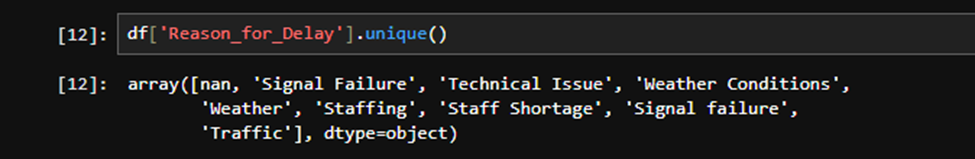 [12]: df['Reason_for_Delay'].unique()
[12]: array([nan, 'Signal Failure', 'Technical Issue', 'Weather Conditions',
'Weather', 'Staffing', 'Staff Shortage', 'Signal failure',
'Traffic'], dtype=object)